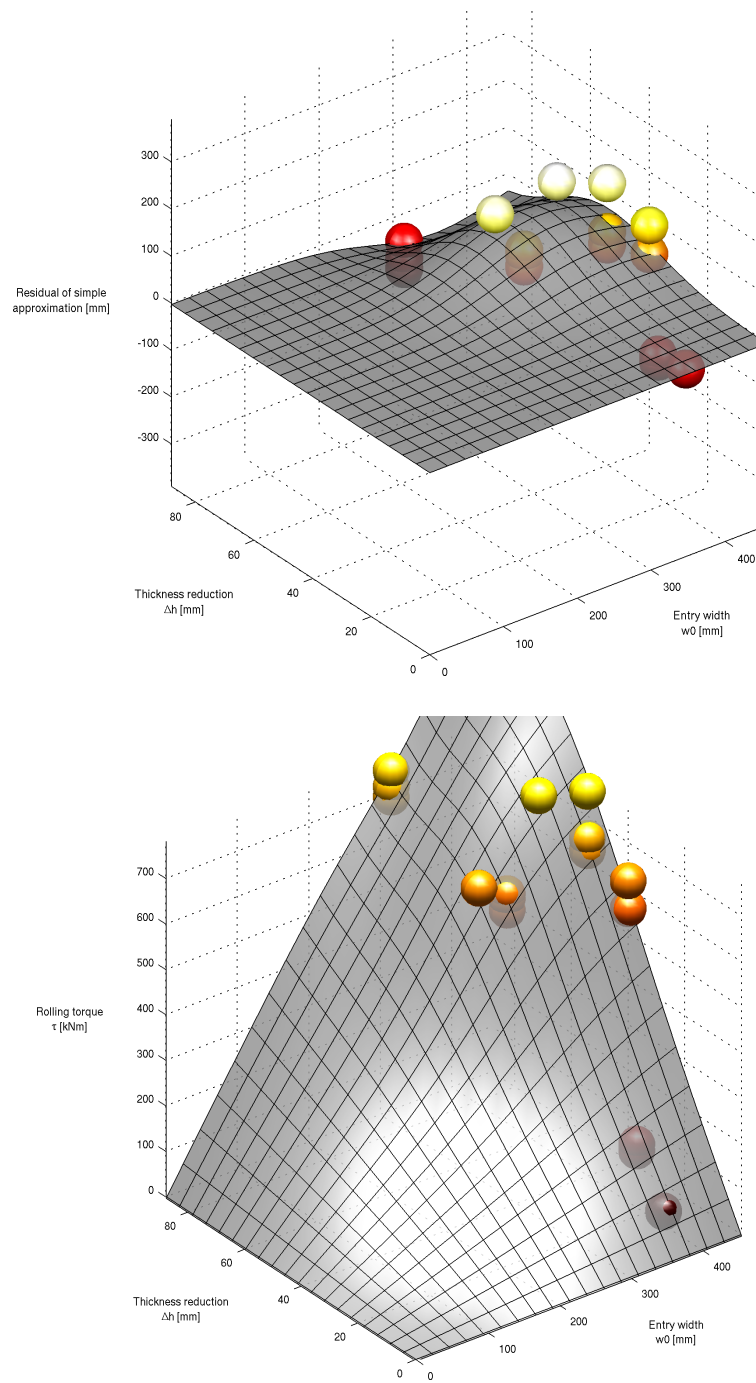 300
200
100
Residual of simple
approximation [mm]
0
-100
-200
-300
80
60
40
20
0
Thickness reduction
Δh [mm]
0
100
200
300
400
Entry width
w0 [mm]
700
600
500
Rolling torque
τ [kNm]
400
300
200
100
0
80
60
40
20
0
Thickness reduction
Δh [mm]
0
100
200
300
400
Entry width
w0 [mm]